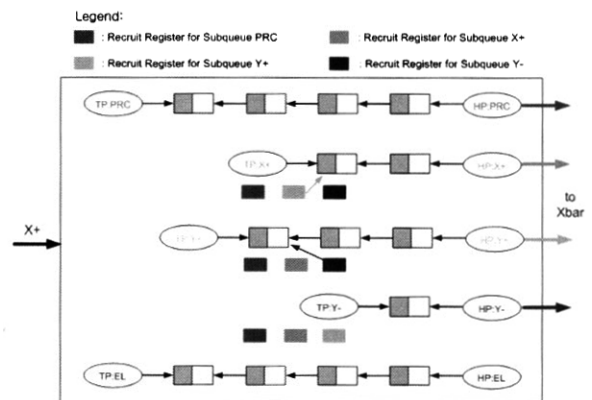 Legend:
: Recruit Register for Subqueue PRC
: Recruit Register for Subqueue X+
: Recruit Register for Subqueue Y+
: Recruit Register for Subqueue Y-
TP:PRC
HP:PRC
TP:X+
HP:X+
to
Xbar
X+
TP:Y+
HP:Y+
TP:Y-
HP:Y-
TP:EL
HP:EL